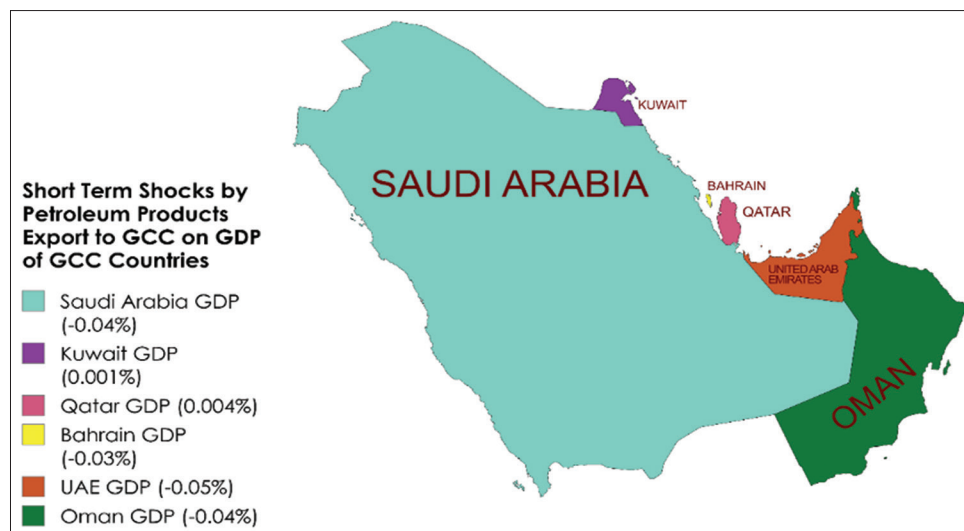 Short Term Shocks by
Petroleum Products
Export to GCC on GDP
of GCC Countries
Saudi Arabia GDP
(-0.04%)
Kuwait GDP
(0.001%)
Qatar GDP (0.004%)
Bahrain GDP
(-0.03%)
UAE GDP (-0.05%)
Oman GDP (-0.04%)
KUWAIT
SAUDI ARABIA
BAHRAIN
QATAR
UNITED ARAB
EMIRATES
OMAN